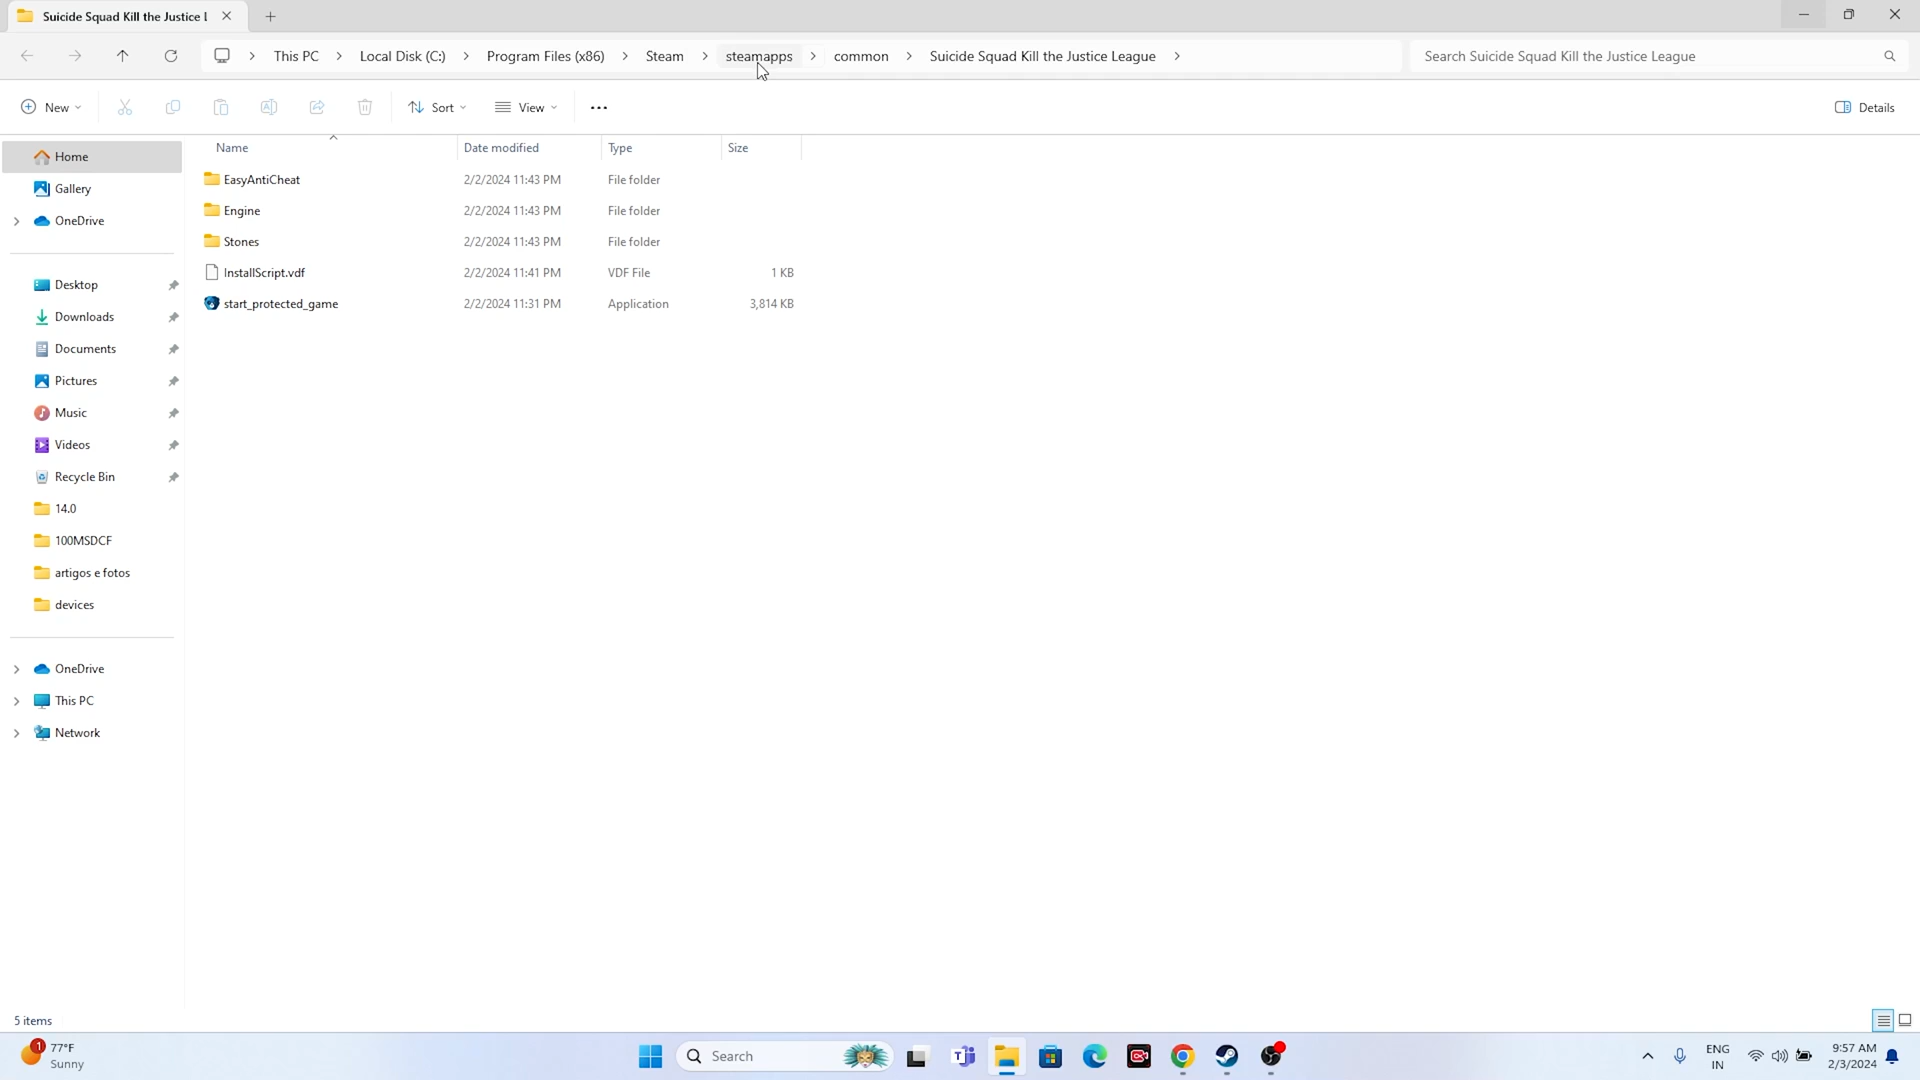 Suicide Squad Kill the Justice L
This PC > Local Disk (C:) > Program Files (x86) > Steam > steamapps > common > Suicide Squad Kill the Justice League >
Search Suicide Squad Kill the Justice League
New
Sort
View
Details
Name Date modified Type Size
EasyAntiCheat 2/2/2024 11:43 PM File folder
Engine 2/2/2024 11:43 PM File folder
Stones 2/2/2024 11:43 PM File folder
InstallScript.vdf 2/2/2024 11:41 PM VDF File 1 KB
start_protected_game 2/2/2024 11:31 PM Application 3,814 KB
Home
Gallery
OneDrive
Desktop
Downloads
Documents
Pictures
Music
Videos
Recycle Bin
14.0
100MSDCF
artigos e fotos
devices
OneDrive
This PC
Network
5 items
1
77°F
Sunny
Search
ENG
IN
9:57 AM
2/3/2024